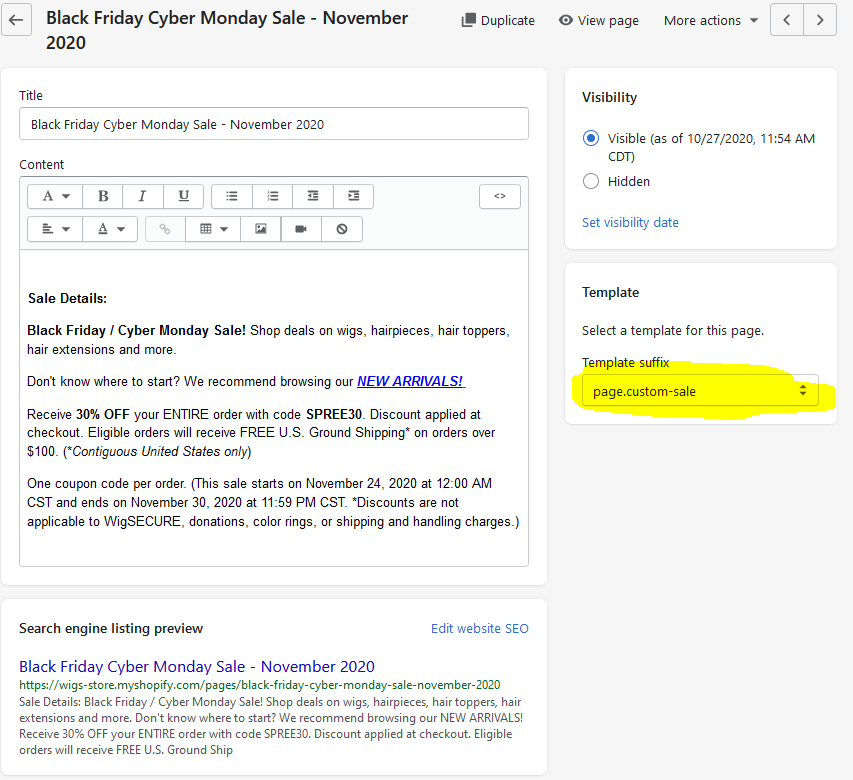 Black Friday Cyber Monday Sale - November
2020
Duplicate
View page
More actions
Title
Black Friday Cyber Monday Sale - November 2020
Content
A
B
I
U
<>
A
Sale Details:
Black Friday / Cyber Monday Sale! Shop deals on wigs, hairpieces, hair toppers,
hair extensions and more.
Don't know where to start? We recommend browsing our NEW ARRIVALS!
Receive 30% OFF your ENTIRE order with code SPREE30. Discount applied at
checkout. Eligible orders will receive FREE U.S. Ground Shipping* on orders over
$100. (*Contiguous United States only)
One coupon code per order. (This sale starts on November 24, 2020 at 12:00 AM
CST and ends on November 30, 2020 at 11:59 PM CST. *Discounts are not
applicable to WigSECURE, donations, color rings, or shipping and handling charges.)
Search engine listing preview
Edit website SEO
Black Friday Cyber Monday Sale - November 2020
https://wigs-store.myshopify.com/pages/black-friday-cyber-monday-sale-november-2020
Sale Details: Black Friday / Cyber Monday Sale! Shop deals on wigs, hairpieces, hair toppers, hair
extensions and more. Don't know where to start? We recommend browsing our NEW ARRIVALS!
Receive 30% OFF your ENTIRE order with code SPREE30. Discount applied at checkout. Eligible
orders will receive FREE U.S. Ground Ship
Visibility
Visible (as of 10/27/2020, 11:54 AM
CDT)
Hidden
Set visibility date
Template
Select a template for this page.
Template suffix
page.custom-sale